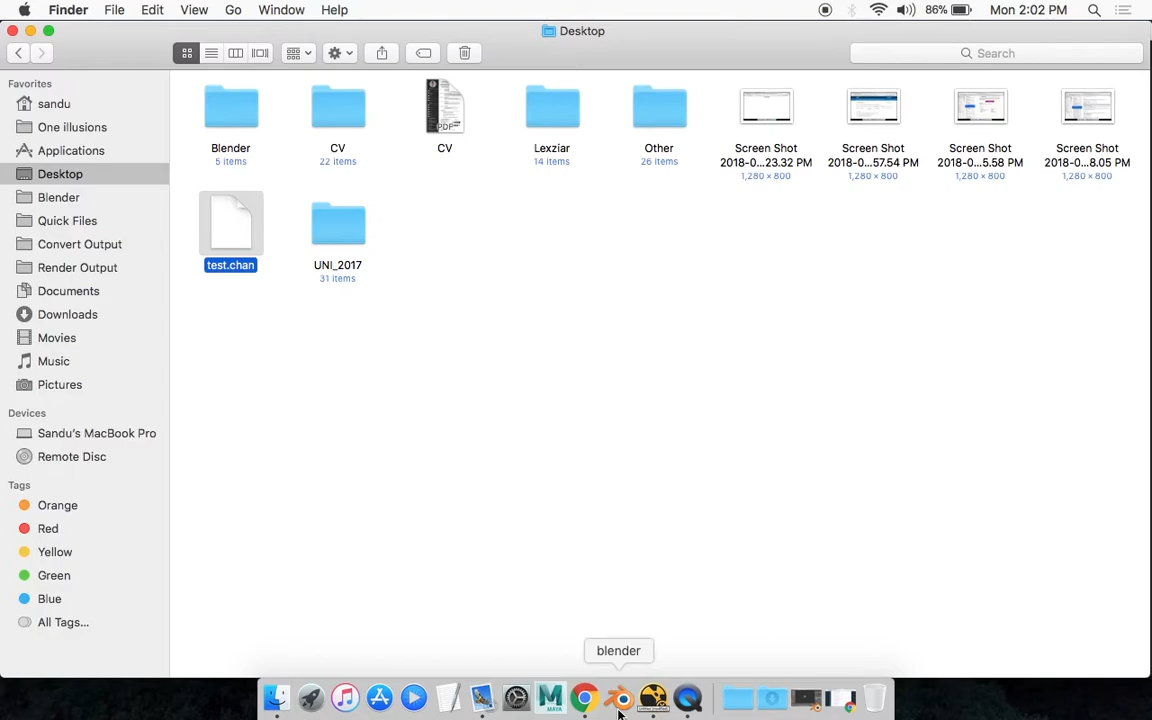 Finder File Edit View Go Window Help 86% Mon 2:02 PM
Desktop
Search
Favorites
sandu
One illusions
Applications
Desktop
Blender
Quick Files
Convert Output
Render Output
Documents
Downloads
Movies
Music
Pictures
Devices
Sandu's MacBook Pro
Remote Disc
Tags
Orange
Red
Yellow
Green
Blue
All Tags...
Blender
5 items
CV
22 items
PDF
CV
Lexziar
14 items
Other
26 items
Screen Shot
2018-0...23.32 PM
1,280 × 800
Screen Shot
2018-0...57.54 PM
1,280 × 800
Screen Shot
2018-0...5.58 PM
1,280 × 800
Screen Shot
2018-0...8.05 PM
1,280 × 800
test.chan
UNI_2017
31 items
blender
MAYA